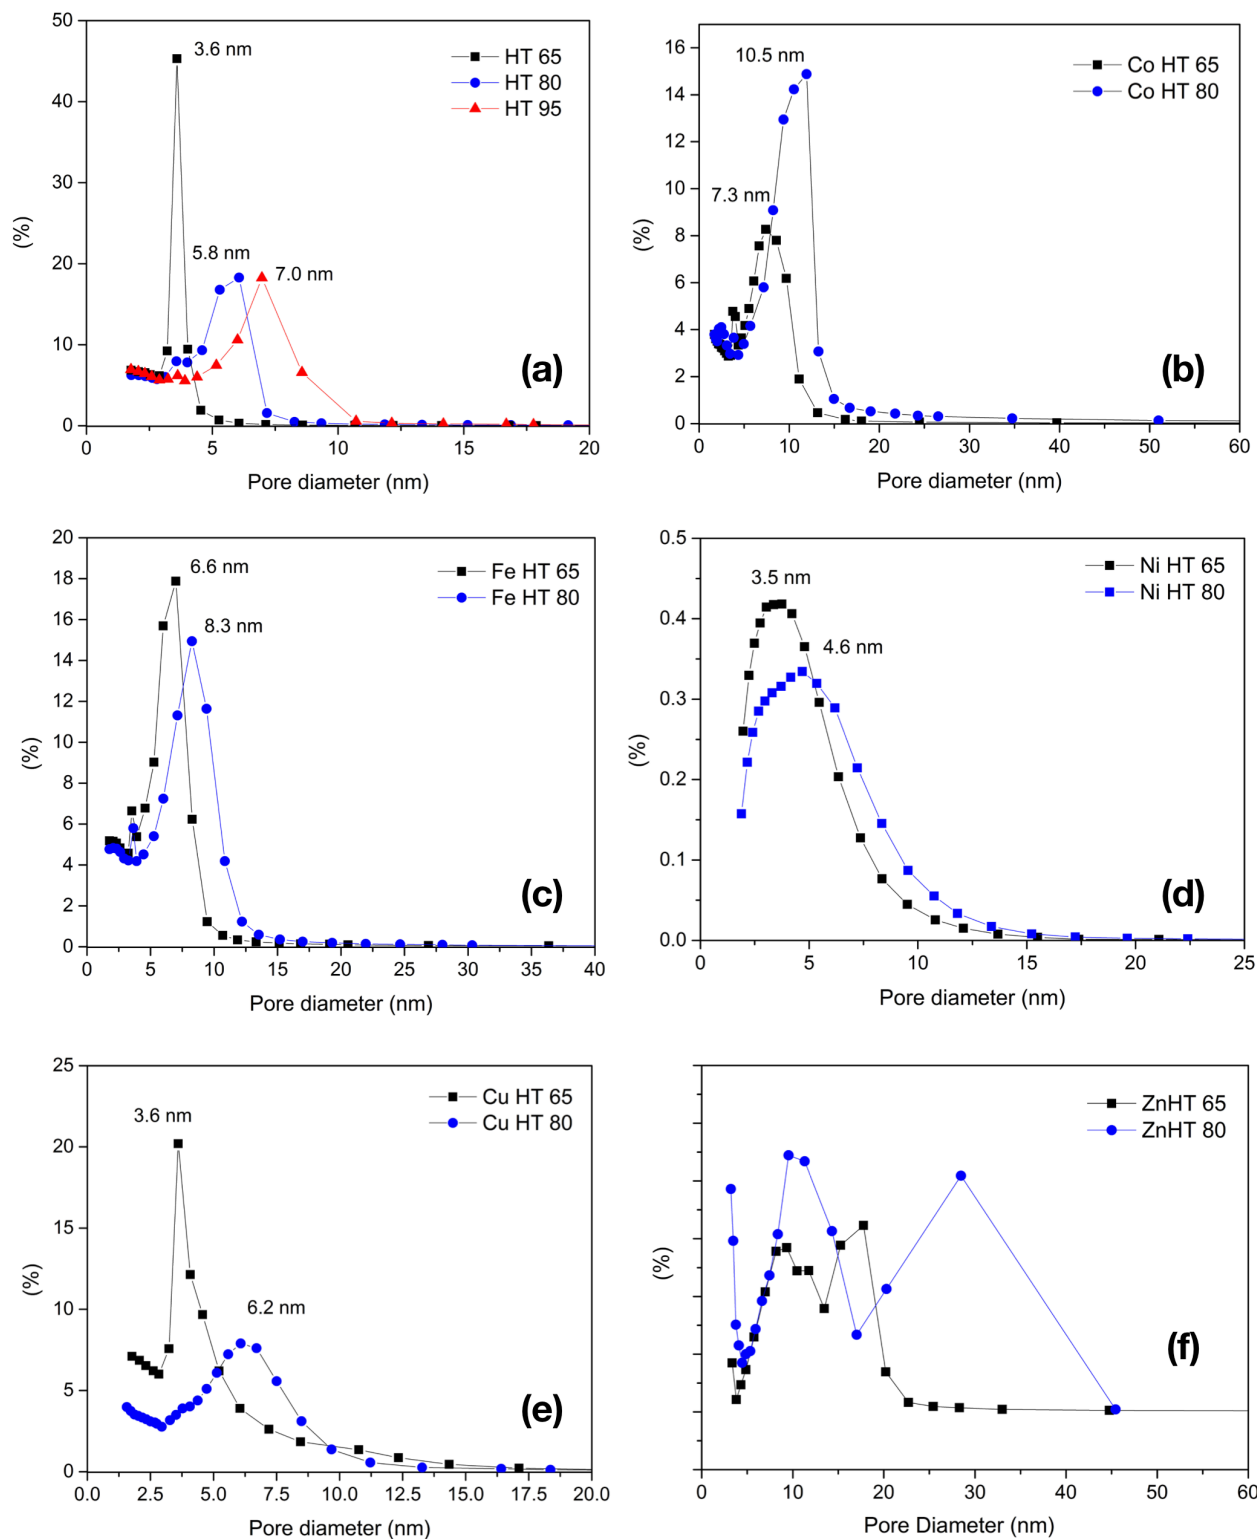 50
40
30
20
10
0
(%)
3.6 nm
5.8 nm
7.0 nm
HT 65
HT 80
HT 95
(a)
0
5
10
15
20
Pore diameter (nm)
16
14
12
10
8
6
4
2
0
(%)
10.5 nm
7.3 nm
Co HT 65
Co HT 80
(b)
0
10
20
30
40
50
60
Pore diameter (nm)
20
18
16
14
12
10
8
6
4
2
0
(%)
6.6 nm
8.3 nm
Fe HT 65
Fe HT 80
(c)
0
5
10
15
20
25
30
35
40
Pore diameter (nm)
0.5
0.4
0.3
0.2
0.1
0.0
(%)
3.5 nm
4.6 nm
Ni HT 65
Ni HT 80
(d)
0
5
10
15
20
25
Pore diameter (nm)
25
20
15
10
5
0
(%)
3.6 nm
6.2 nm
Cu HT 65
Cu HT 80
(e)
0.0
2.5
5.0
7.5
10.0
12.5
15.0
17.5
20.0
Pore diameter (nm)
(%)
ZnHT 65
ZnHT 80
(f)
0
10
20
30
40
50
60
Pore Diameter (nm)